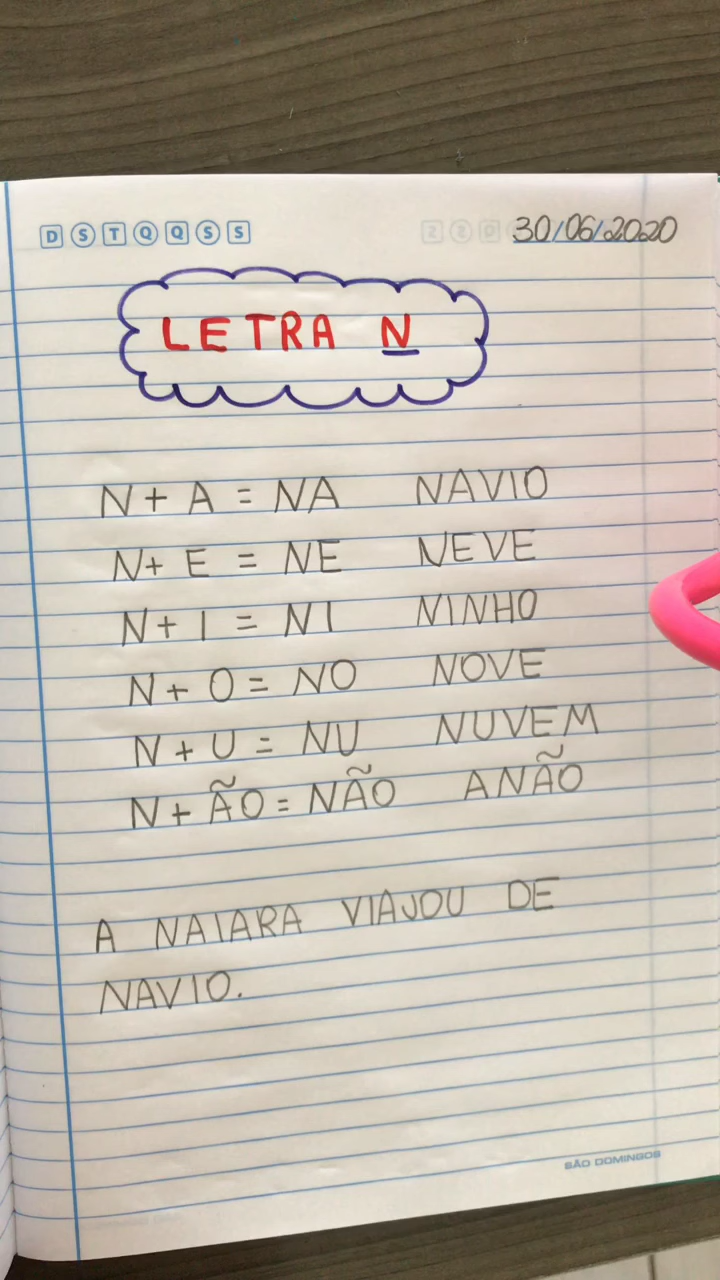 D S T Q Q S S 30/06/2020
LETRA N
N + A = NA NAVIO
N + E = NE NEVE
N + I = NI NINHO
N + O = NO NOVE
N + U = NU NUVEM
N + ÃO = NÃO ANÃO
A NAIARA VIAJOU DE
NAVIO.
SÃO DOMINGOS